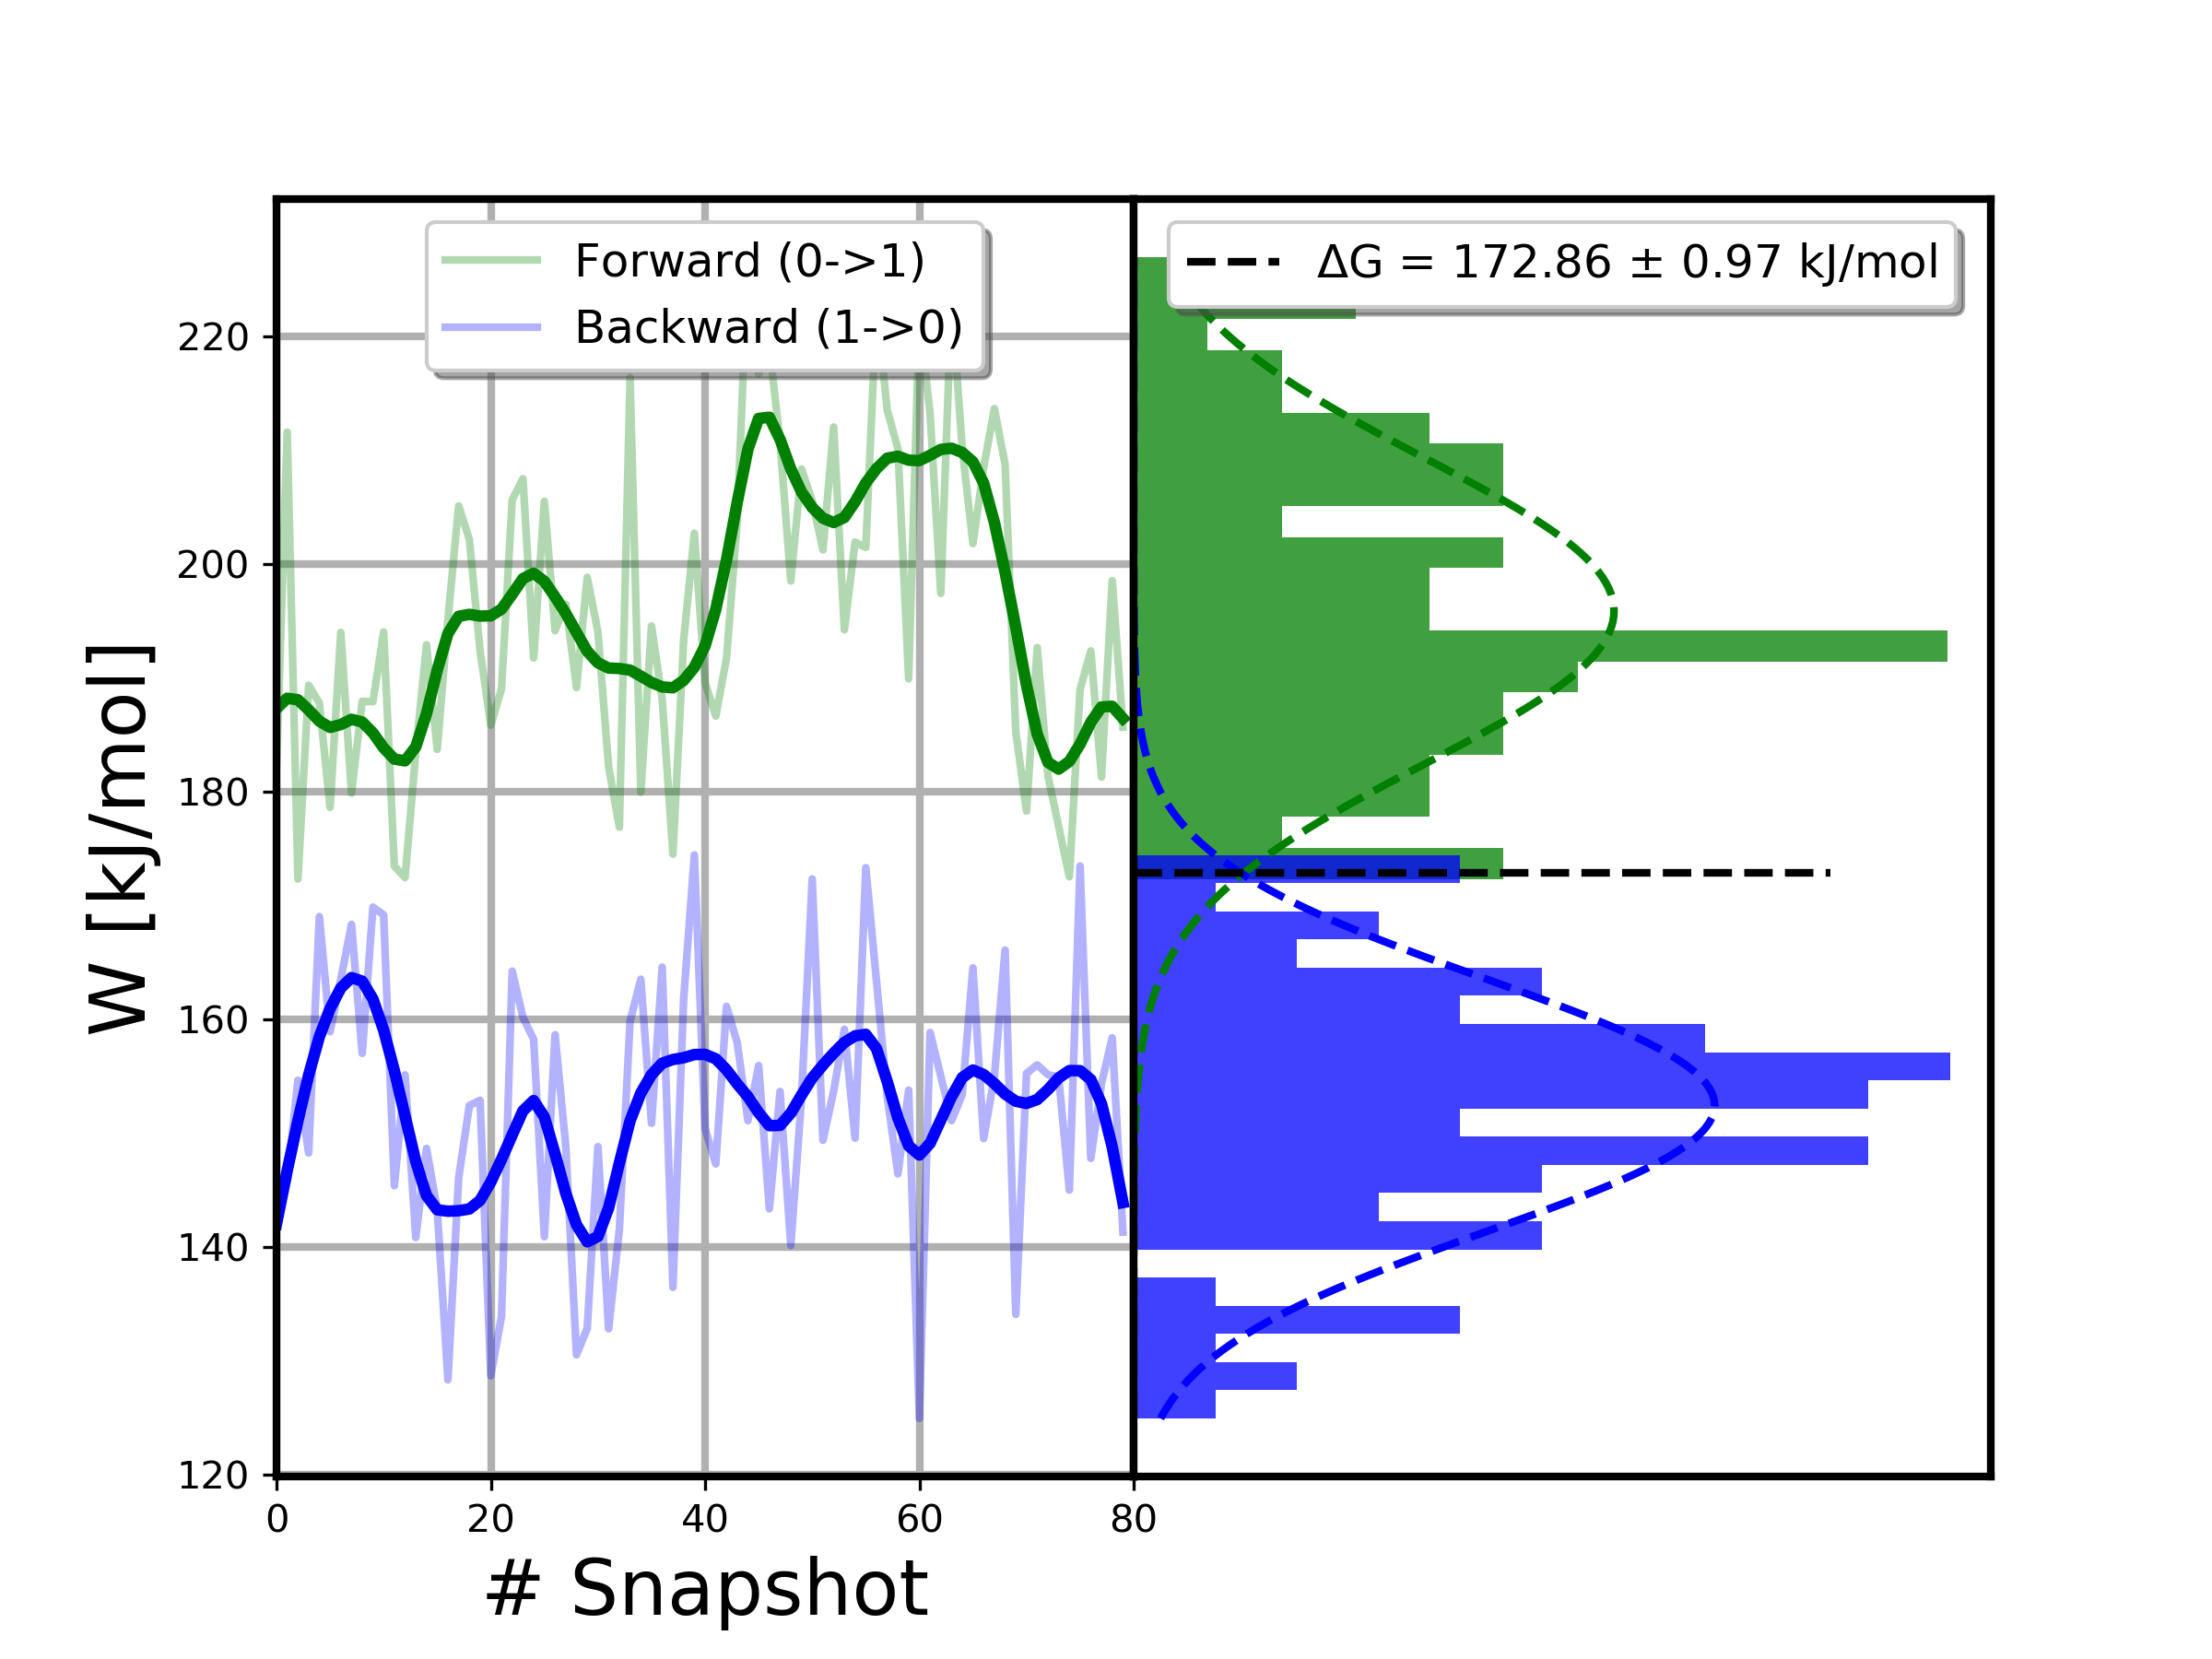 Forward (0->1)
Backward (1->0)
ΔG = 172.86 ± 0.97 kJ/mol
W [kJ/mol]
220
200
180
160
140
120
0 20 40 60 80
# Snapshot